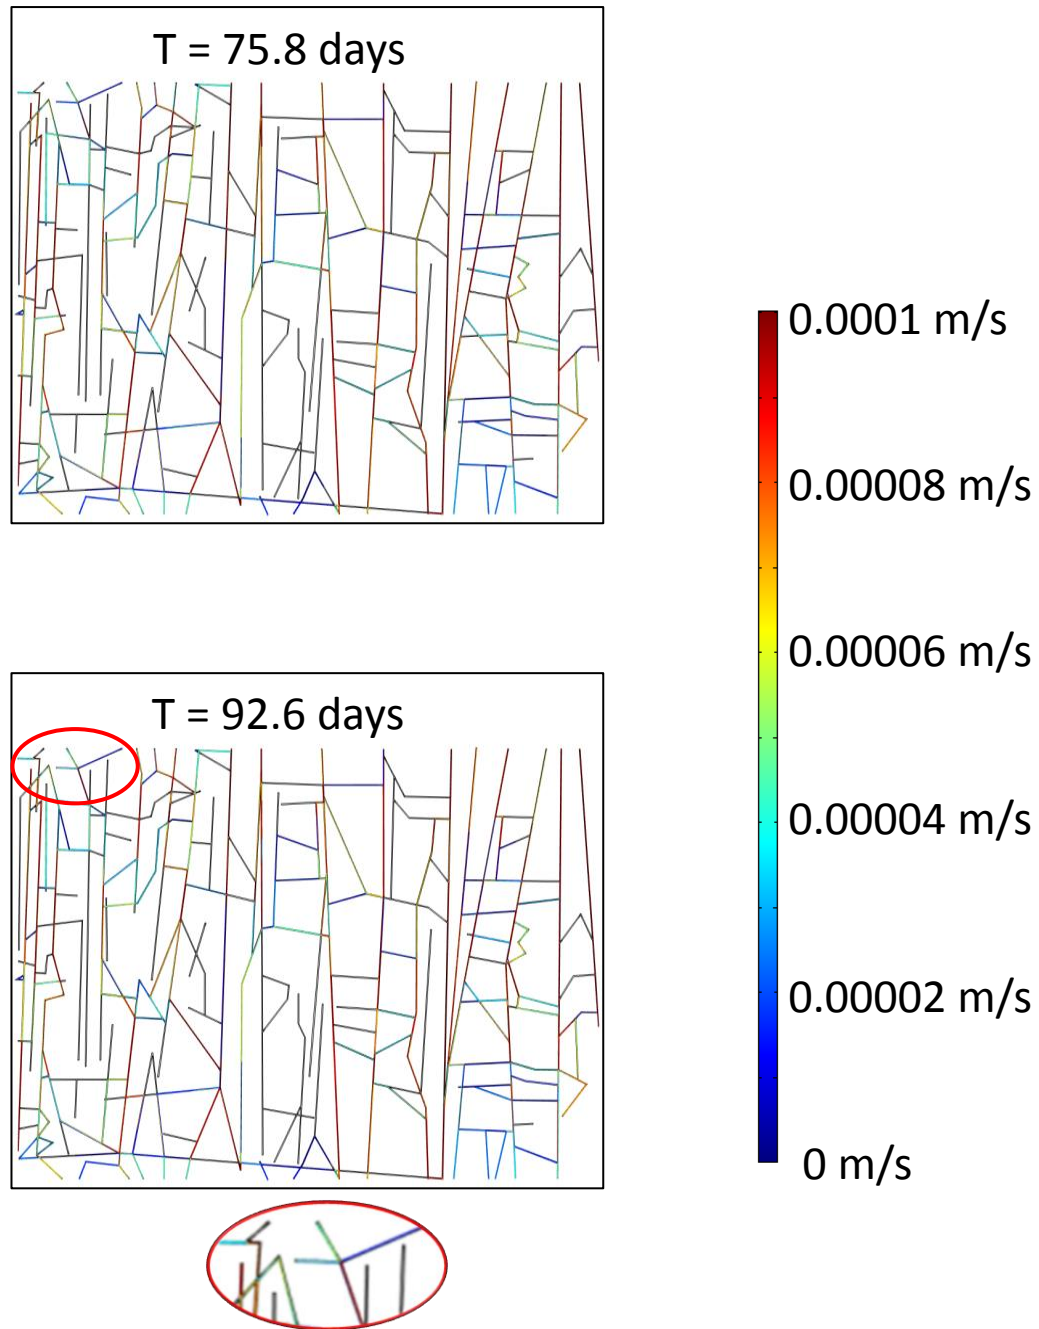 T = 75.8 days
0.0001 m/s
0.00008 m/s
0.00006 m/s
T = 92.6 days
0.00004 m/s
0.00002 m/s
0 m/s